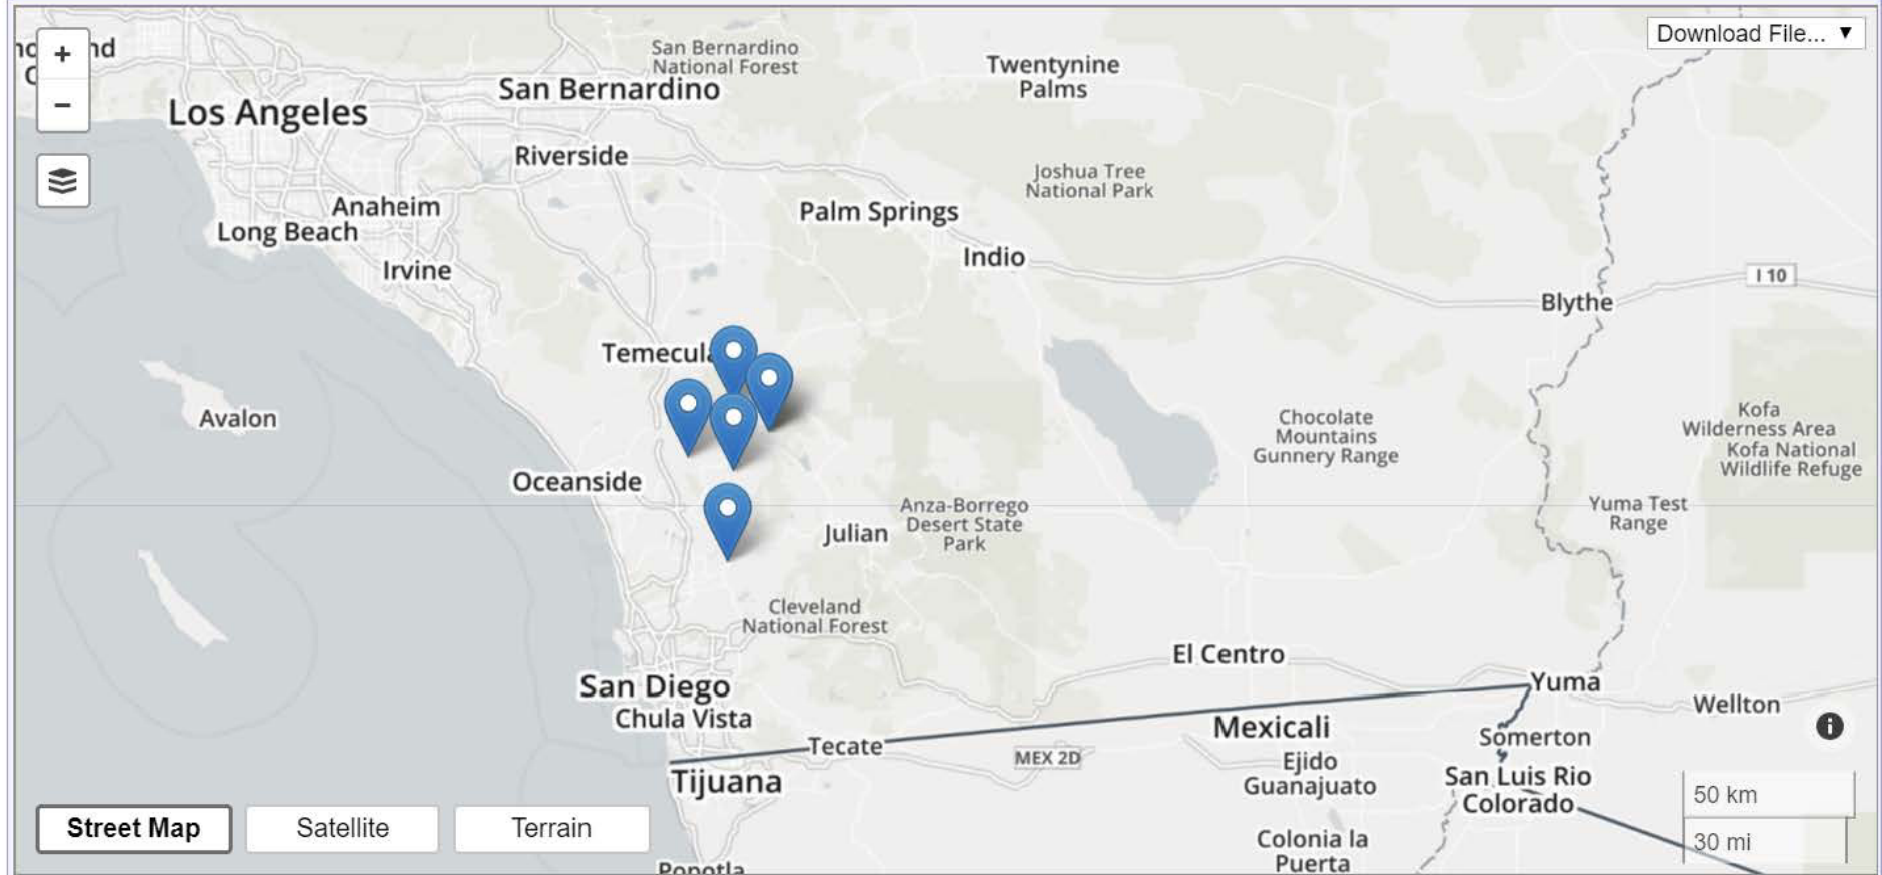 +
nd
Download File... ▼
San Bernardino
National Forest
Twentynine
Palms
San Bernardino
−
Los Angeles
Riverside
Joshua Tree
National Park
Anaheim
Palm Springs
Long Beach
Indio
Irvine
I 10
Blythe
Temecula
Avalon
Chocolate
Mountains
Gunnery Range
Kofa
Wilderness Area
Kofa National
Wildlife Refuge
Oceanside
Anza-Borrego
Desert State
Park
Yuma Test
Range
Julian
Cleveland
National Forest
El Centro
San Diego
Yuma
Chula Vista
Wellton
Mexicali
Somerton
Tecate
MEX 2D
Ejido
Guanajuato
San Luis Rio
Colorado
Tijuana
50 km
Street Map
Satellite
Terrain
30 mi
Colonia la
Puerta
Popotla